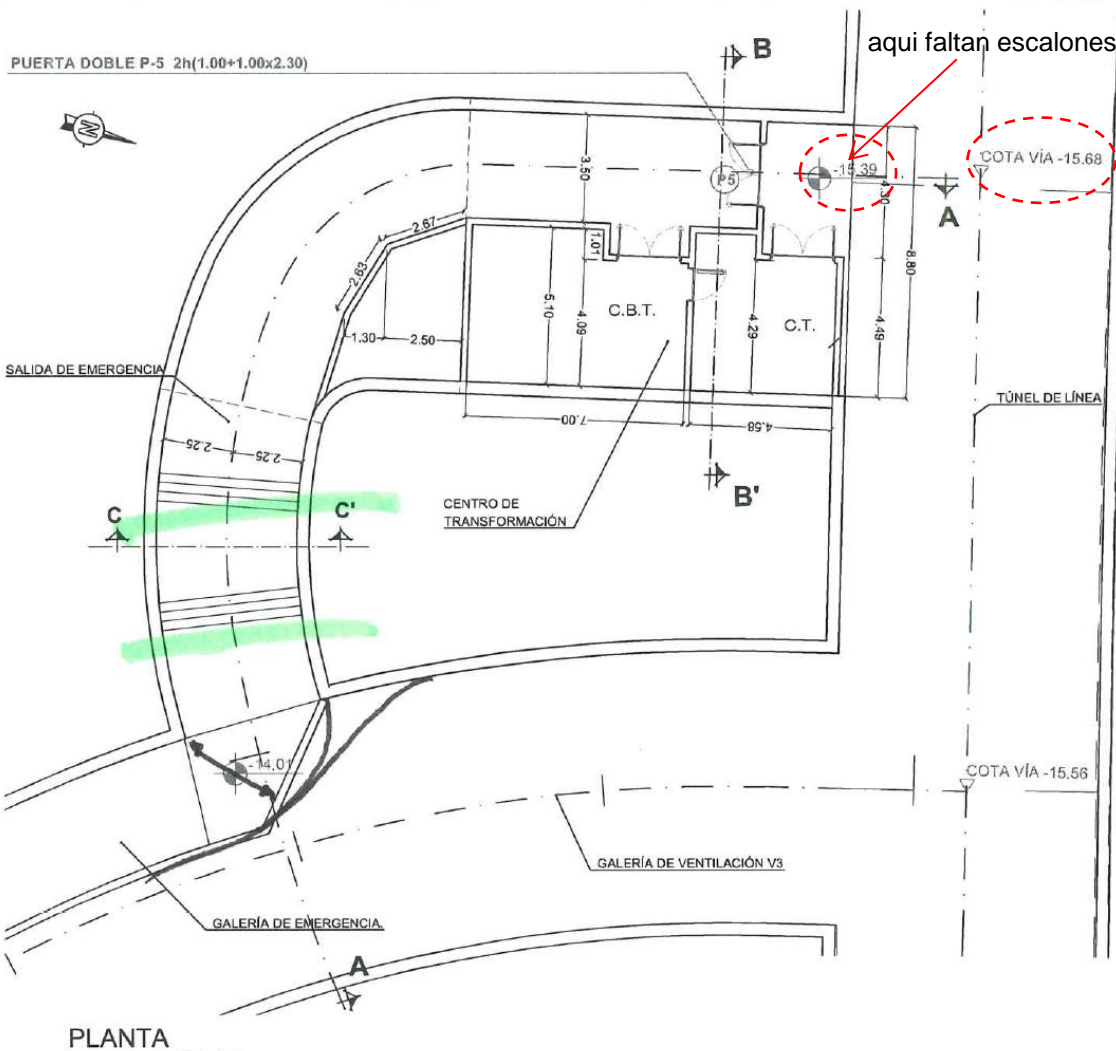 aqui faltan escalones
B
PUERTA DOBLE P-5 2h(1.00+1.00x2.30)
N
3.50
P5
-15.39
COTA VÍA -15.68
4.30
A
2.67
1.01
8.80
2.63
5.10
4.09
C.B.T.
4.29
C.T.
4.49
1.30
2.50
SALIDA DE EMERGENCIA
TÚNEL DE LÍNEA
7.00
4.58
2.25
2.25
B'
CENTRO DE
TRANSFORMACIÓN
C
C'
-14.01
COTA VÍA -15.56
GALERÍA DE VENTILACIÓN V3
GALERÍA DE EMERGENCIA.
A
PLANTA